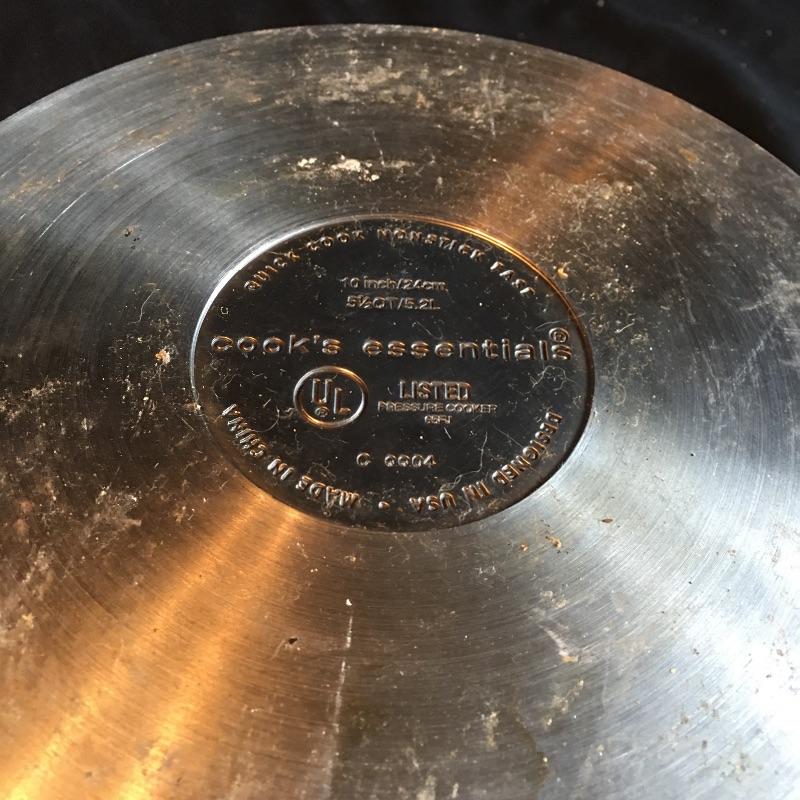 QUICK COOK NONSTICK EASE
10 inch/24cm
5½QT/5.2L
cook's essentials®
UL® LISTED
PRESSURE COOKER
C 0004
DESIGNED IN USA • MADE IN CHINA